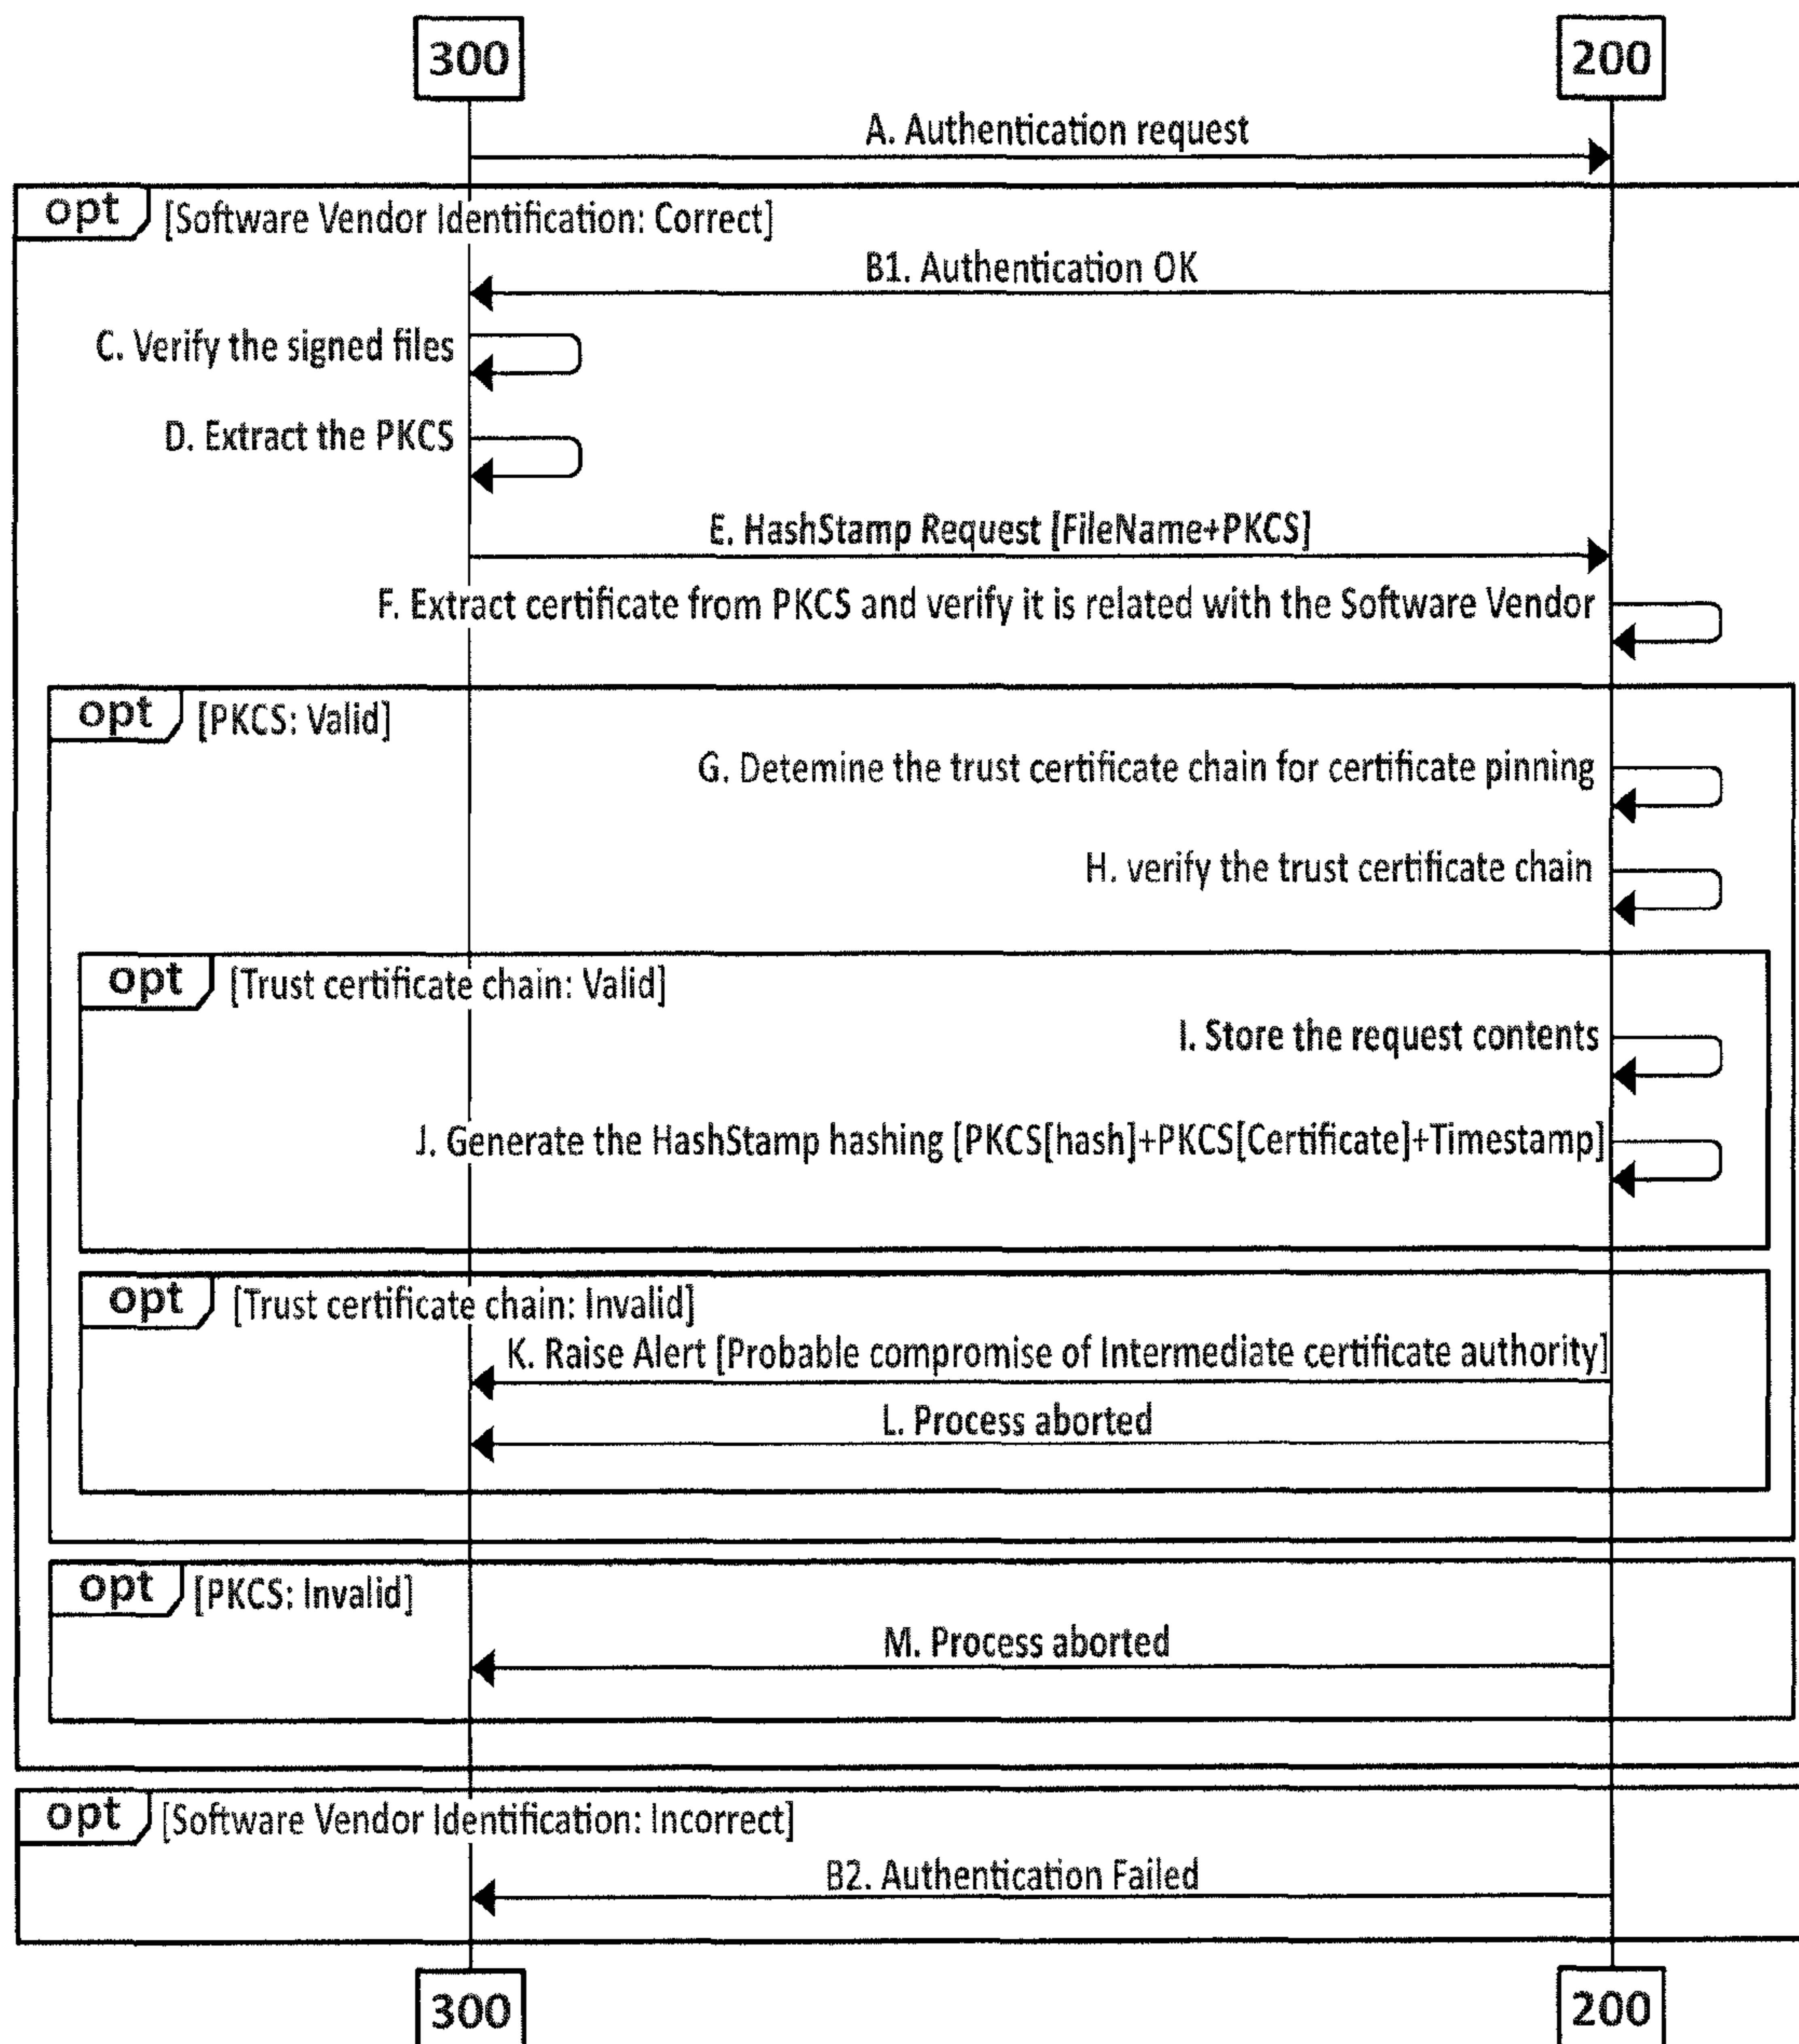 300
200
A. Authentication request
opt [Software Vendor Identification: Correct]
B1. Authentication OK
C. Verify the signed files
D. Extract the PKCS
E. HashStamp Request [FileName+PKCS]
F. Extract certificate from PKCS and verify it is related with the Software Vendor
opt [PKCS: Valid]
G. Detemine the trust certificate chain for certificate pinning
H. verify the trust certificate chain
opt [Trust certificate chain: Valid]
I. Store the request contents
J. Generate the HashStamp hashing [PKCS[hash]+PKCS[Certificate]+Timestamp]
opt [Trust certificate chain: Invalid]
K. Raise Alert [Probable compromise of Intermediate certificate authority]
L. Process aborted
opt [PKCS: Invalid]
M. Process aborted
opt [Software Vendor Identification: Incorrect]
B2. Authentication Failed
300
200